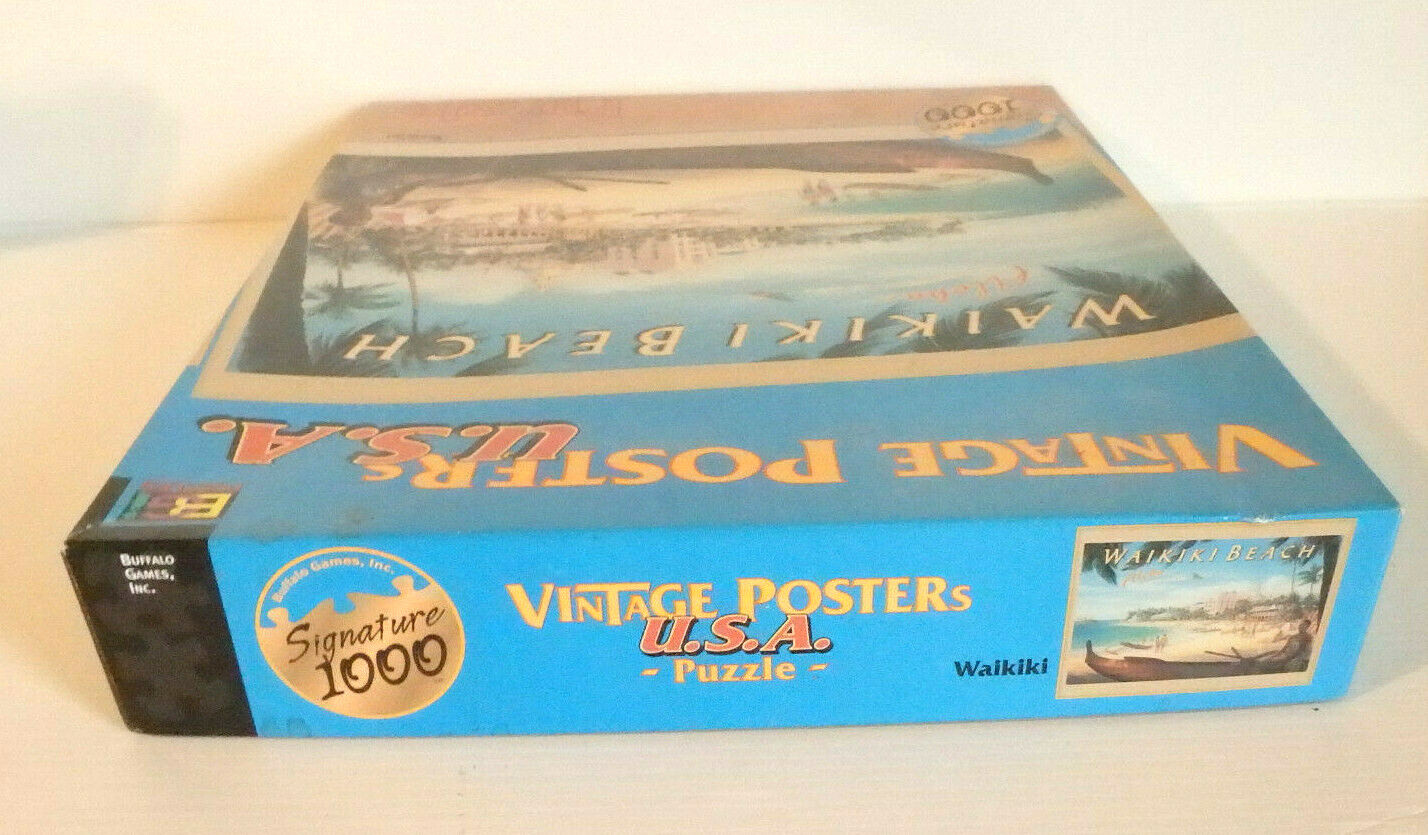 1000
Aloha
WAIKIKI BEACH
VINTAGE POSTERS
U.S.A.
BUFFALO
GAMES,
INC.
Buffalo Games, Inc.
Signature
1000
VINTAGE POSTERS
U.S.A.
- Puzzle -
Waikiki
WAIKIKI BEACH